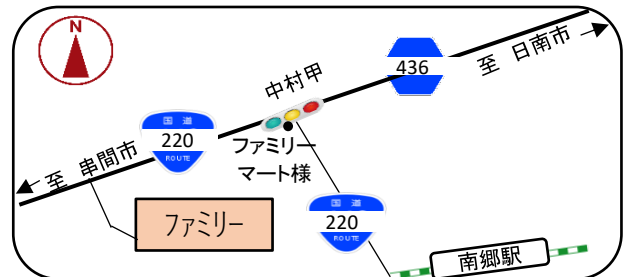 N
至 日南市
436
中村甲
国道
220
ROUTE
ファミリー
マート様
至 串間市
ファミリー
国道
220
ROUTE
南郷駅